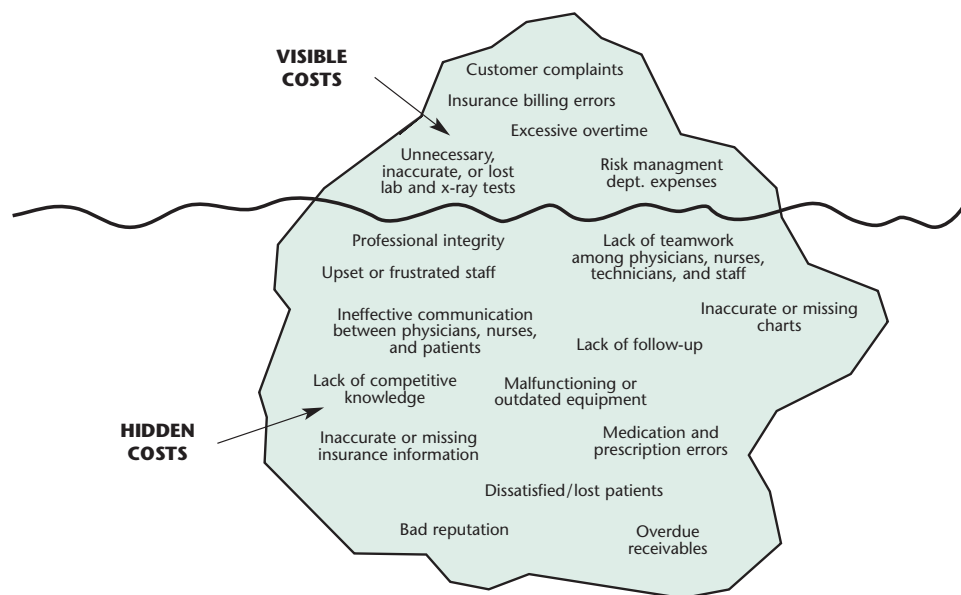 VISIBLE
COSTS
Customer complaints
Insurance billing errors
Excessive overtime
Unnecessary,
inaccurate, or lost
lab and x-ray tests
Risk managment
dept. expenses
Professional integrity
Lack of teamwork
among physicians, nurses,
technicians, and staff
Upset or frustrated staff
Inaccurate or missing
charts
Ineffective communication
between physicians, nurses,
and patients
Lack of follow-up
Lack of competitive
knowledge
Malfunctioning or
outdated equipment
HIDDEN
COSTS
Inaccurate or missing
insurance information
Medication and
prescription errors
Dissatisfied/lost patients
Bad reputation
Overdue
receivables